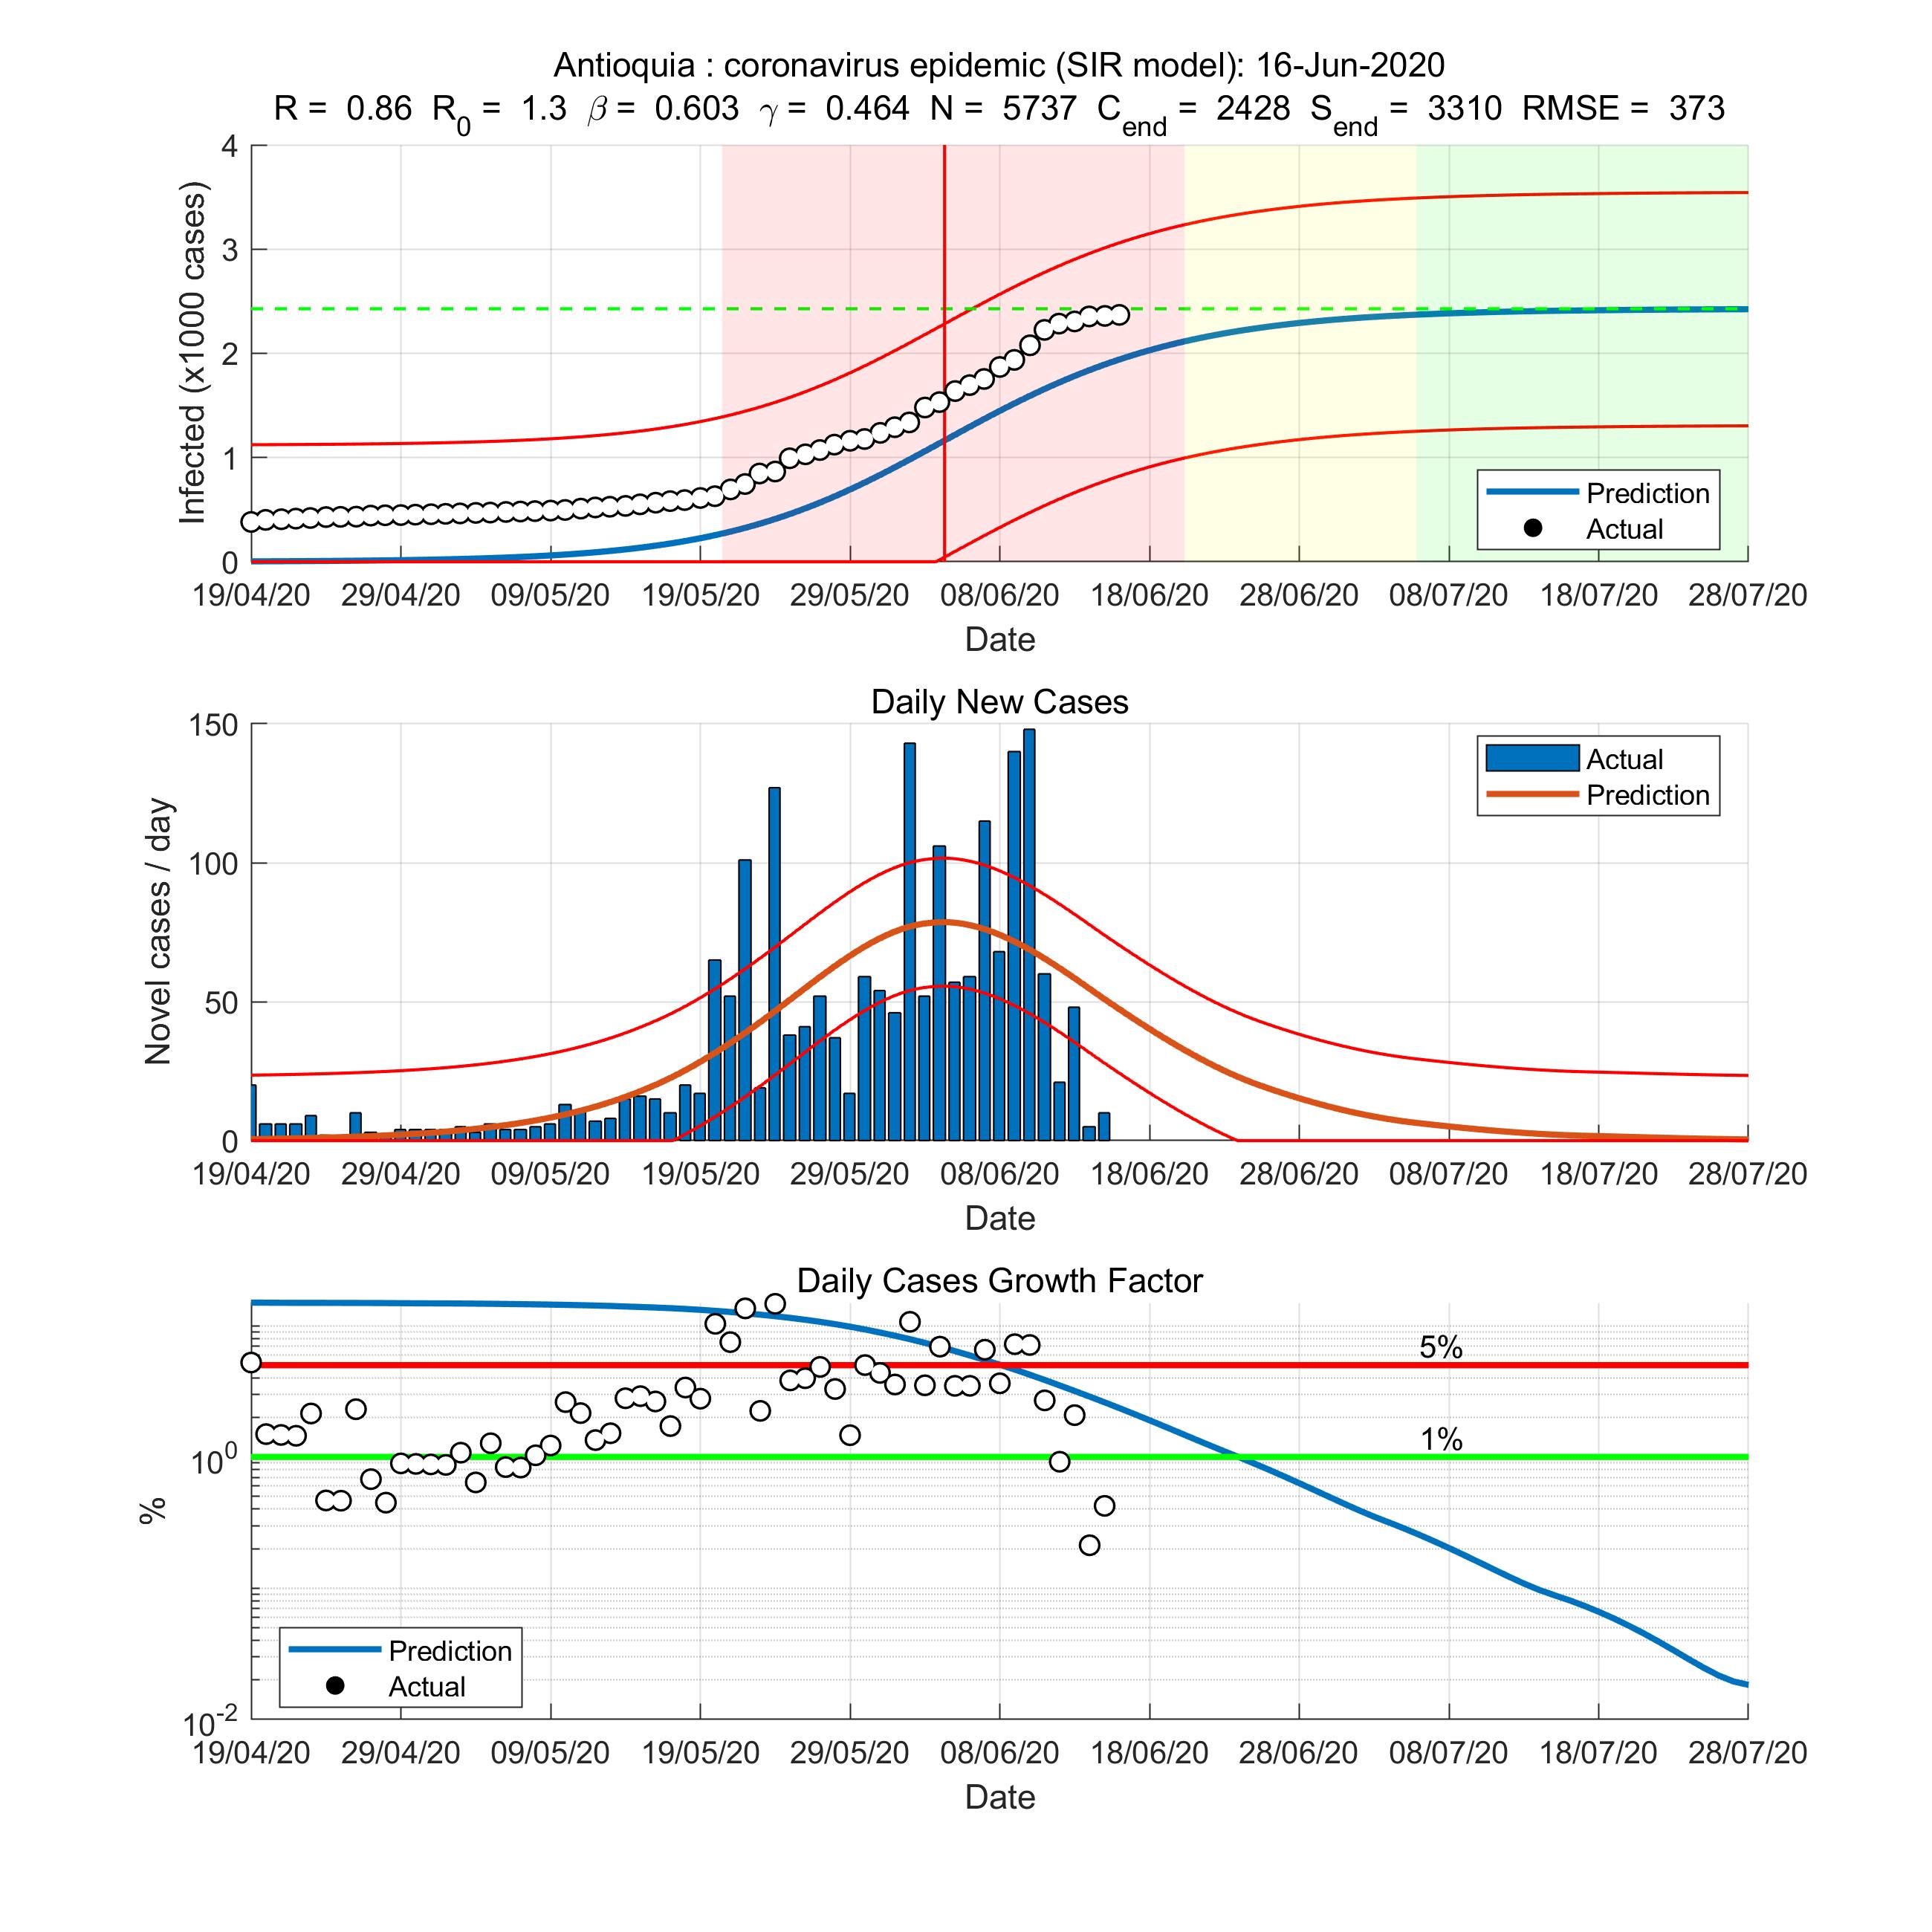 Antioquia : coronavirus epidemic (SIR model): 16-Jun-2020
R = 0.86 R0 = 1.3 β = 0.603 γ = 0.464 N = 5737 Cend = 2428 Send = 3310 RMSE = 373
4
3
2
1
0
Infected (x1000 cases)
Prediction
Actual
19/04/20 29/04/20 09/05/20 19/05/20 29/05/20 08/06/20 18/06/20 28/06/20 08/07/20 18/07/20 28/07/20
Date
Daily New Cases
150
100
50
0
Novel cases / day
Actual
Prediction
19/04/20 29/04/20 09/05/20 19/05/20 29/05/20 08/06/20 18/06/20 28/06/20 08/07/20 18/07/20 28/07/20
Date
Daily Cases Growth Factor
5%
1%
10^0
%
Prediction
Actual
10^-2
19/04/20 29/04/20 09/05/20 19/05/20 29/05/20 08/06/20 18/06/20 28/06/20 08/07/20 18/07/20 28/07/20
Date